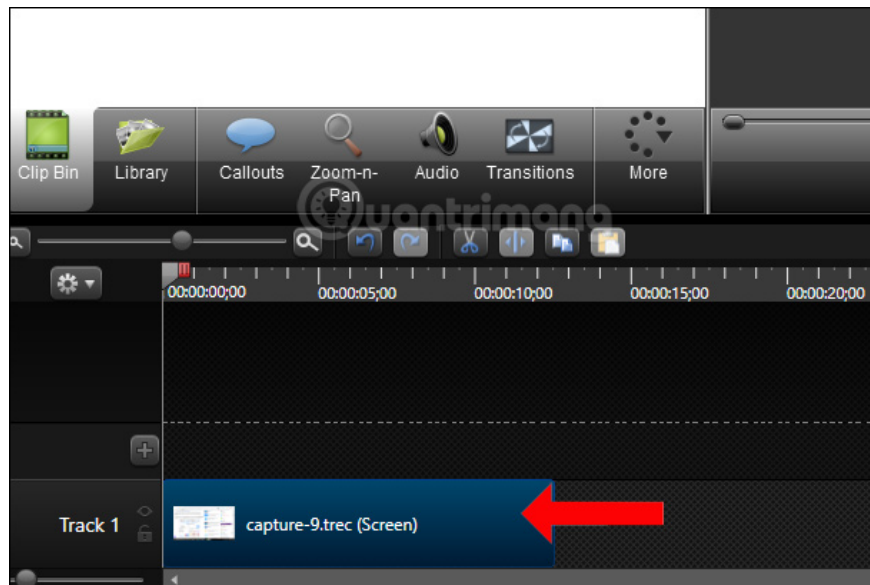 Clip Bin
Library
Callouts
Zoom-n-
Pan
Audio
Transitions
More
Quantrimang
00:00:00;00
00:00:05;00
00:00:10;00
00:00:15;00
00:00:20;00
Track 1
capture-9.trec (Screen)